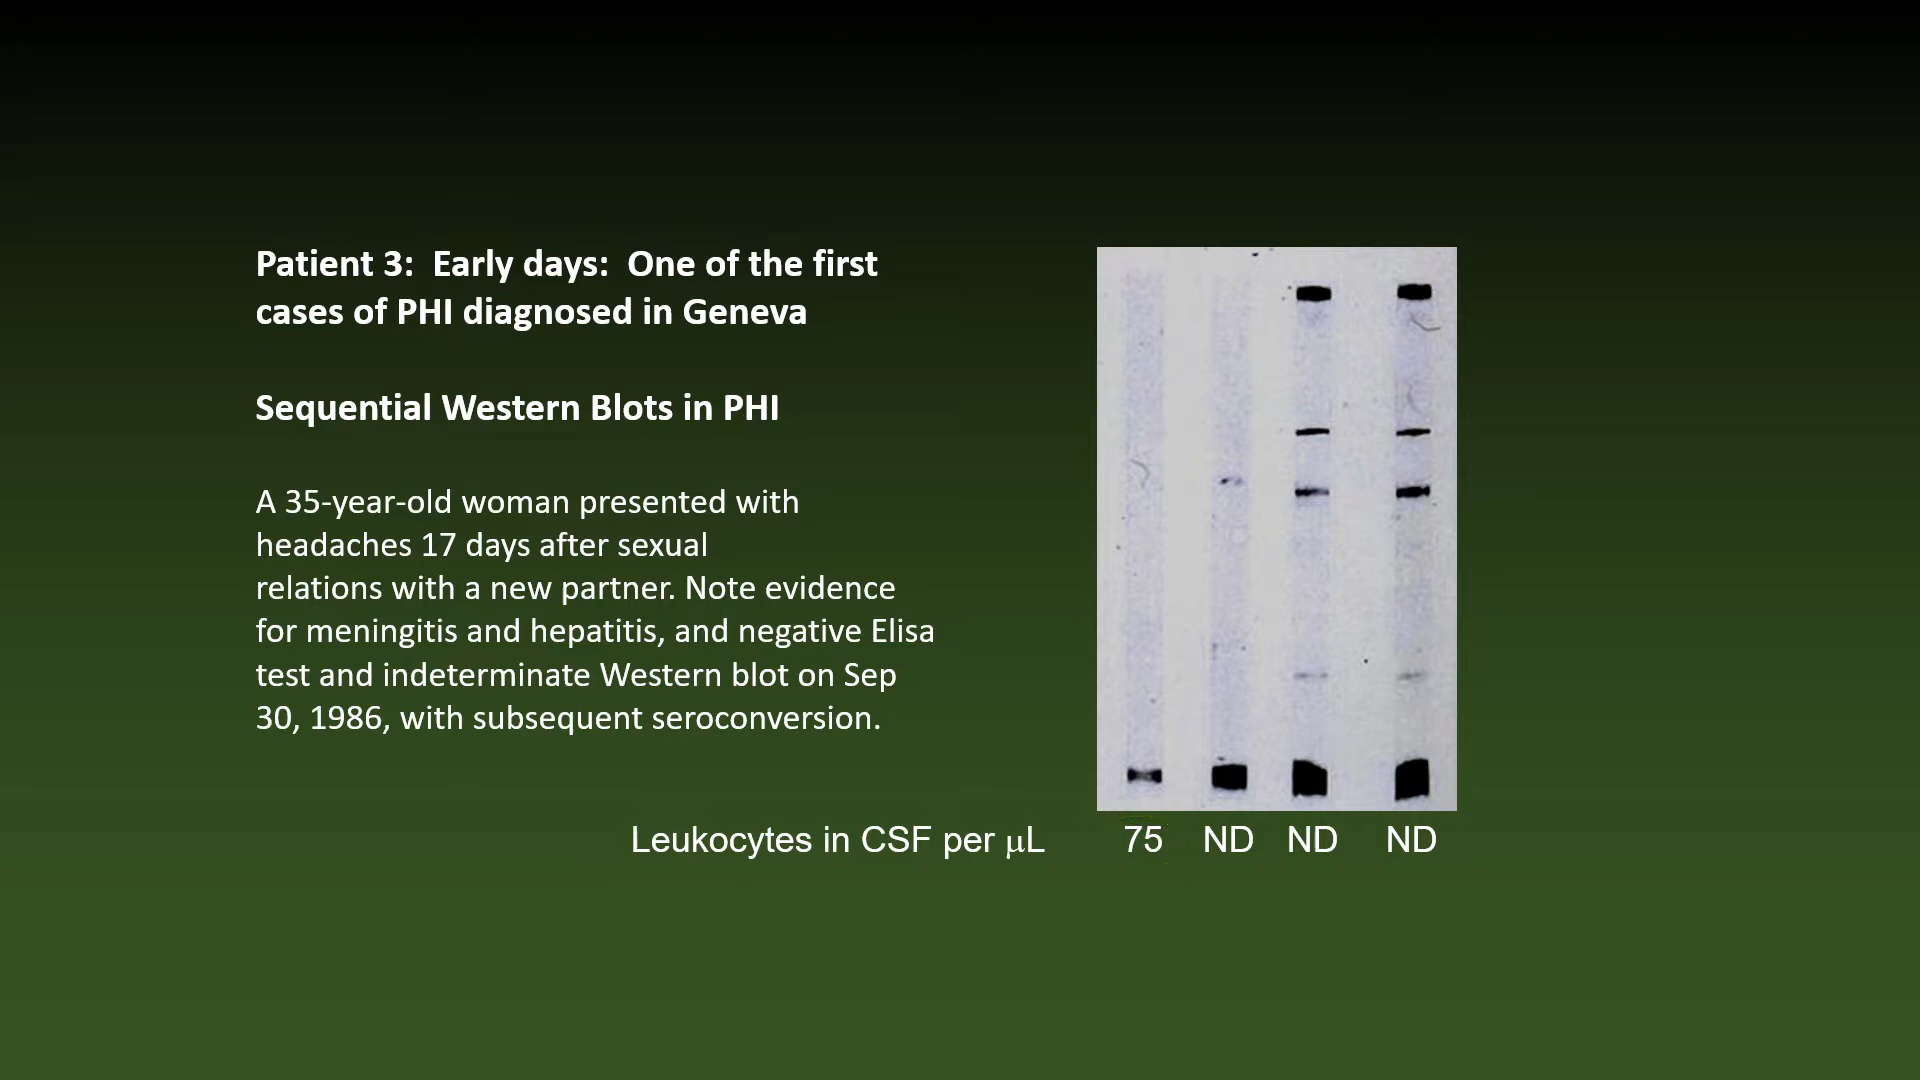 Patient 3:  Early days:  One of the first
cases of PHI diagnosed in Geneva
Sequential Western Blots in PHI
A 35-year-old woman presented with
headaches 17 days after sexual
relations with a new partner. Note evidence
for meningitis and hepatitis, and negative Elisa
test and indeterminate Western blot on Sep
30, 1986, with subsequent seroconversion.
Leukocytes in CSF per μL 75 ND ND ND